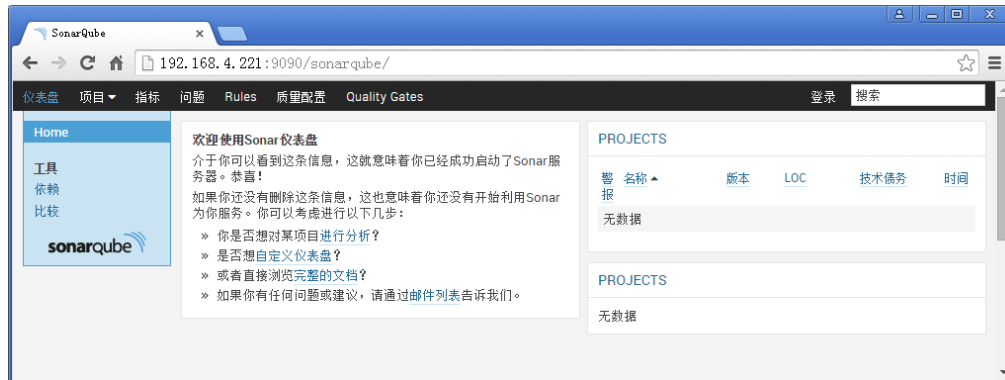 SonarQube
192.168.4.221:9090/sonarqube/
仪表盘 项目 指标 问题 Rules 质量配置 Quality Gates 登录 搜索
Home
工具
依赖
比较
sonarqube
欢迎使用Sonar仪表盘
介于你可以看到这条信息，这就意味着你已经成功启动了Sonar服
务器。恭喜！
如果你还没有删除这条信息，这也意味着你还没有开始利用Sonar
为你服务。你可以考虑进行以下几步：
» 你是否想对某项目进行分析？
» 是否想自定义仪表盘？
» 或者直接浏览完整的文档？
» 如果你有任何问题或建议，请通过邮件列表告诉我们。
PROJECTS
警 名称 版本 LOC 技术债务 时间
报
无数据
PROJECTS
无数据